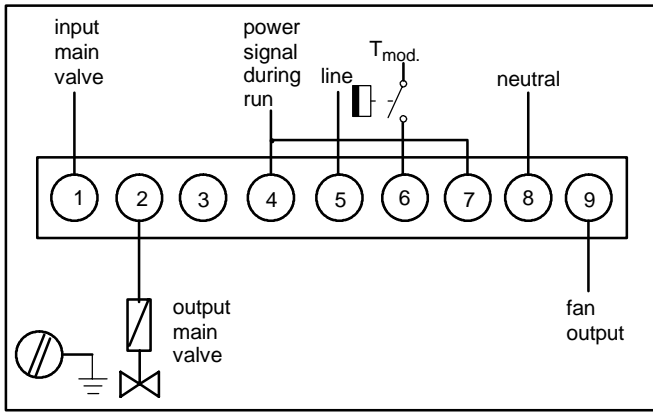 input
main
valve
power
signal
during
run
line
Tmod.
neutral
1 2 3 4 5 6 7 8 9
output
main
valve
fan
output